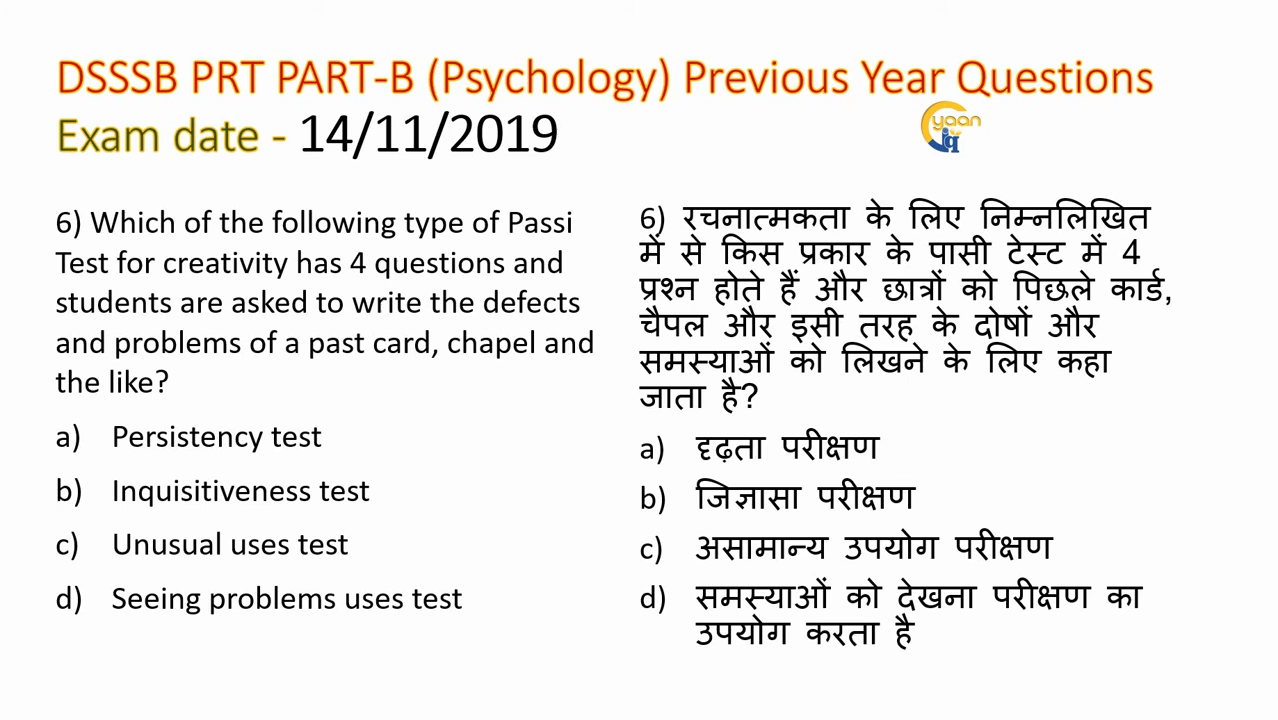 DSSSB PRT PART-B (Psychology) Previous Year Questions
Exam date - 14/11/2019
yaan
iq
6) Which of the following type of Passi
Test for creativity has 4 questions and
students are asked to write the defects
and problems of a past card, chapel and
the like?
a) Persistency test
b) Inquisitiveness test
c) Unusual uses test
d) Seeing problems uses test
6) रचनात्मकता के लिए निम्नलिखित
में से किस प्रकार के पासी टेस्ट में 4
प्रश्न होते हैं और छात्रों को पिछले कार्ड,
चैपल और इसी तरह के दोषों और
समस्याओं को लिखने के लिए कहा
जाता है?
a) दृढ़ता परीक्षण
b) जिज्ञासा परीक्षण
c) असामान्य उपयोग परीक्षण
d) समस्याओं को देखना परीक्षण का
उपयोग करता है